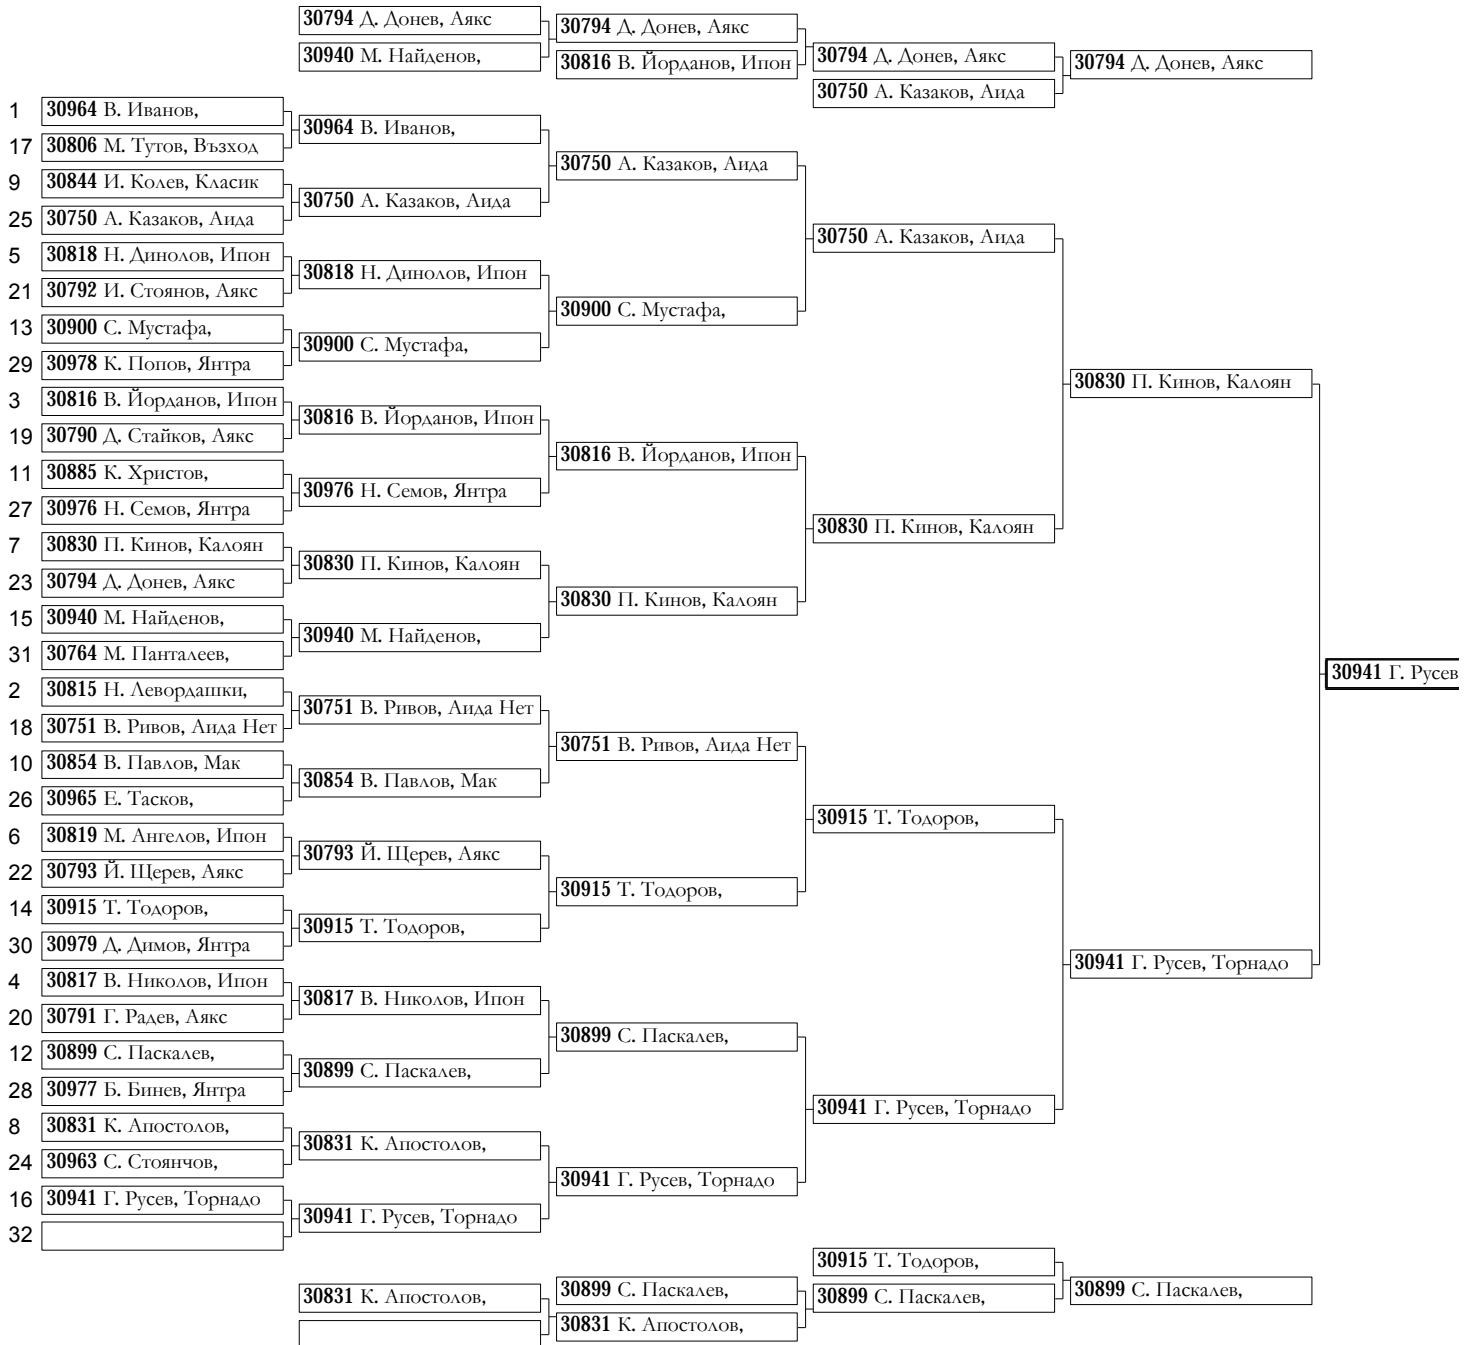 30794 Д. Донев, Аякс
30940 М. Найденов,
30794 Д. Донев, Аякс
30816 В. Йорданов, Ипон
30794 Д. Донев, Аякс
30750 А. Казаков, Аида
30794 Д. Донев, Аякс
1 30964 В. Иванов,
17 30806 М. Тутов, Възход
9 30844 И. Колев, Класик
25 30750 А. Казаков, Аида
5 30818 Н. Динолов, Ипон
21 30792 И. Стоянов, Аякс
13 30900 С. Мустафа,
29 30978 К. Попов, Янтра
3 30816 В. Йорданов, Ипон
19 30790 Д. Стайков, Аякс
11 30885 К. Христов,
27 30976 Н. Семов, Янтра
7 30830 П. Кинов, Калоян
23 30794 Д. Донев, Аякс
15 30940 М. Найденов,
31 30764 М. Панталеев,
2 30815 Н. Левордашки,
18 30751 В. Ривов, Аида Нет
10 30854 В. Павлов, Мак
26 30965 Е. Тасков,
6 30819 М. Ангелов, Ипон
22 30793 Й. Щерев, Аякс
14 30915 Т. Тодоров,
30 30979 Д. Димов, Янтра
4 30817 В. Николов, Ипон
20 30791 Г. Радев, Аякс
12 30899 С. Паскалев,
28 30977 Б. Бинев, Янтра
8 30831 К. Апостолов,
24 30963 С. Стоянчов,
16 30941 Г. Русев, Торнадо
32
30964 В. Иванов,
30750 А. Казаков, Аида
30818 Н. Динолов, Ипон
30900 С. Мустафа,
30816 В. Йорданов, Ипон
30976 Н. Семов, Янтра
30830 П. Кинов, Калоян
30940 М. Найденов,
30751 В. Ривов, Аида Нет
30854 В. Павлов, Мак
30793 Й. Щерев, Аякс
30915 Т. Тодоров,
30817 В. Николов, Ипон
30899 С. Паскалев,
30831 К. Апостолов,
30941 Г. Русев, Торнадо
30750 А. Казаков, Аида
30900 С. Мустафа,
30816 В. Йорданов, Ипон
30830 П. Кинов, Калоян
30751 В. Ривов, Аида Нет
30915 Т. Тодоров,
30899 С. Паскалев,
30941 Г. Русев, Торнадо
30750 А. Казаков, Аида
30830 П. Кинов, Калоян
30915 Т. Тодоров,
30941 Г. Русев, Торнадо
30830 П. Кинов, Калоян
30941 Г. Русев, Торнадо
30941 Г. Русев
30831 К. Апостолов,
30899 С. Паскалев,
30831 К. Апостолов,
30915 Т. Тодоров,
30899 С. Паскалев,
30899 С. Паскалев,